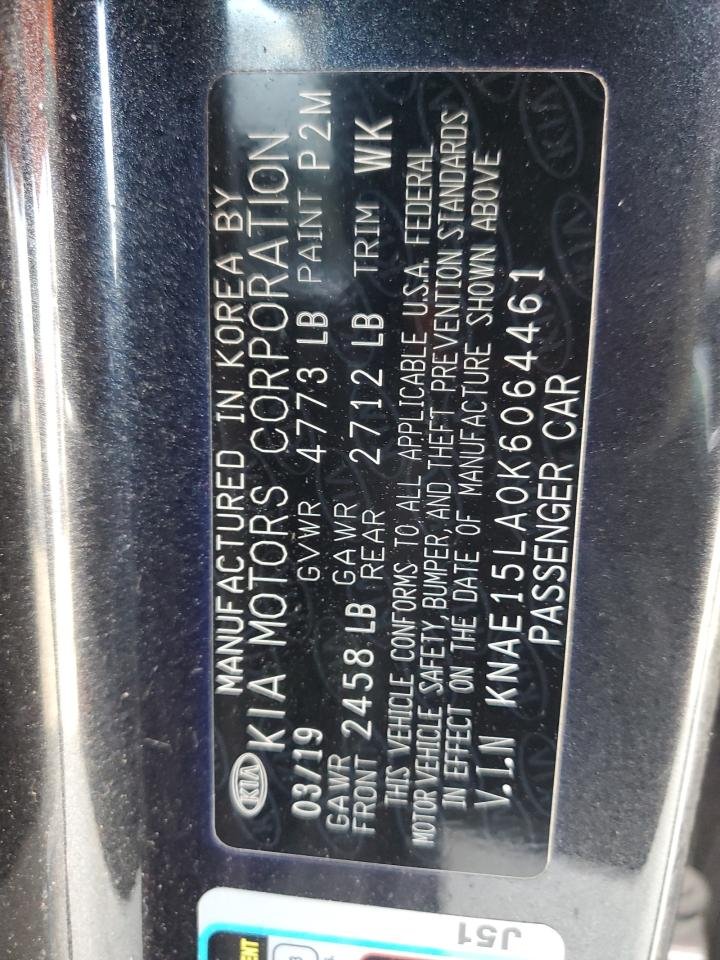 MANUFACTURED IN KOREA BY
KIA KIA MOTORS CORPORATION
03/19 GVWR 4773 LB PAINT P2M
GAWR FRONT 2458 LB GAWR REAR 2712 LB TRIM WK
THIS VEHICLE CONFORMS TO ALL APPLICABLE U.S.A. FEDERAL
MOTOR VEHICLE SAFETY, BUMPER, AND THEFT PREVENTION STANDARDS
IN EFFECT ON THE DATE OF MANUFACTURE SHOWN ABOVE
V.I.N KNAE15LA0K6064461
PASSENGER CAR
J51